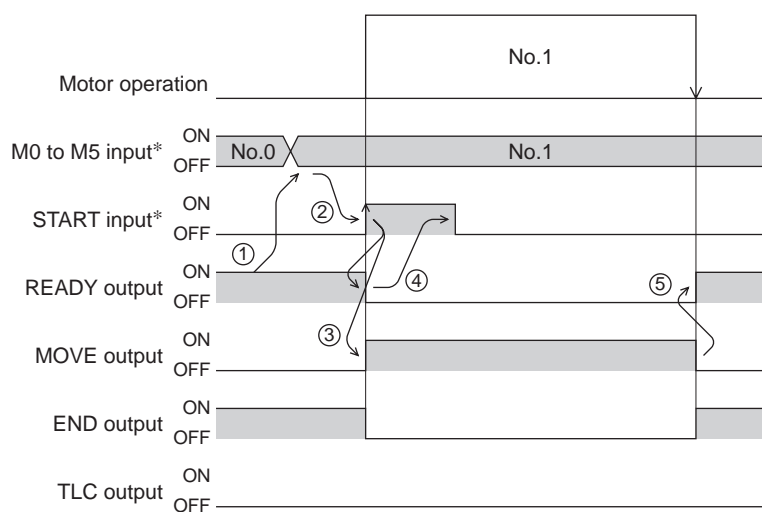 No.1
Motor operation
M0 to M5 input*
ON
OFF
No.0
No.1
START input*
ON
OFF
②
①
④
READY output
ON
OFF
⑤
③
MOVE output
ON
OFF
END output
ON
OFF
TLC output
ON
OFF